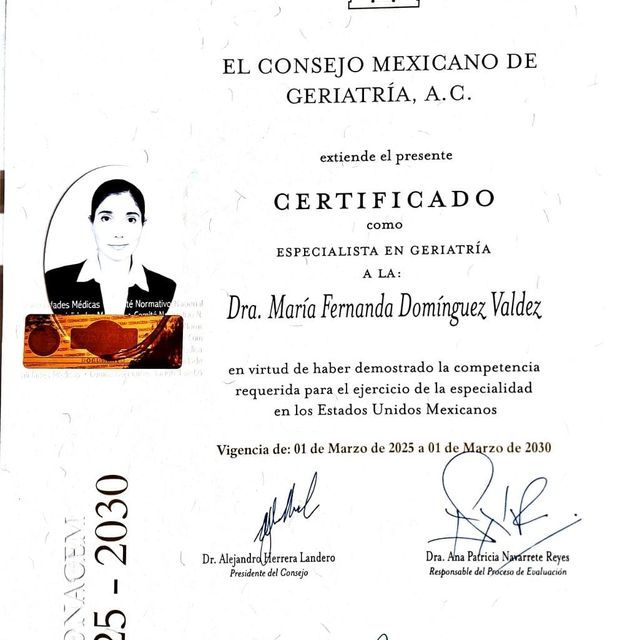 EL CONSEJO MEXICANO DE
GERIATRÍA, A.C.
extiende el presente
CERTIFICADO
como
ESPECIALISTA EN GERIATRÍA
A LA:
Dra. María Fernanda Domínguez Valdez
en virtud de haber demostrado la competencia
requerida para el ejercicio de la especialidad
en los Estados Unidos Mexicanos
Vigencia de: 01 de Marzo de 2025 a 01 de Marzo de 2030
Dr. Alejandro Herrera Landero
Presidente del Consejo
Dra. Ana Patricia Navarrete Reyes
Responsable del Proceso de Evaluación
Médicas
Normativo
25 - 2030